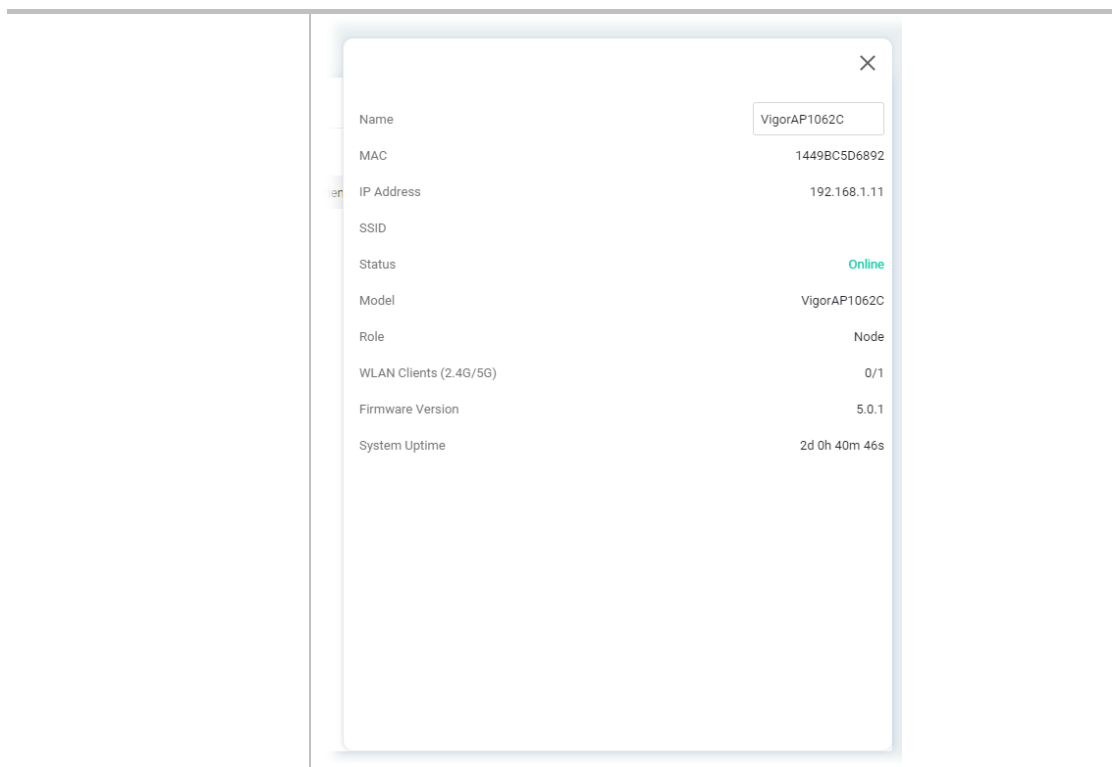 Name VigorAP1062C
MAC 1449BC5D6892
en IP Address 192.168.1.11
SSID
Status Online
Model VigorAP1062C
Role Node
WLAN Clients (2.4G/5G) 0/1
Firmware Version 5.0.1
System Uptime 2d 0h 40m 46s